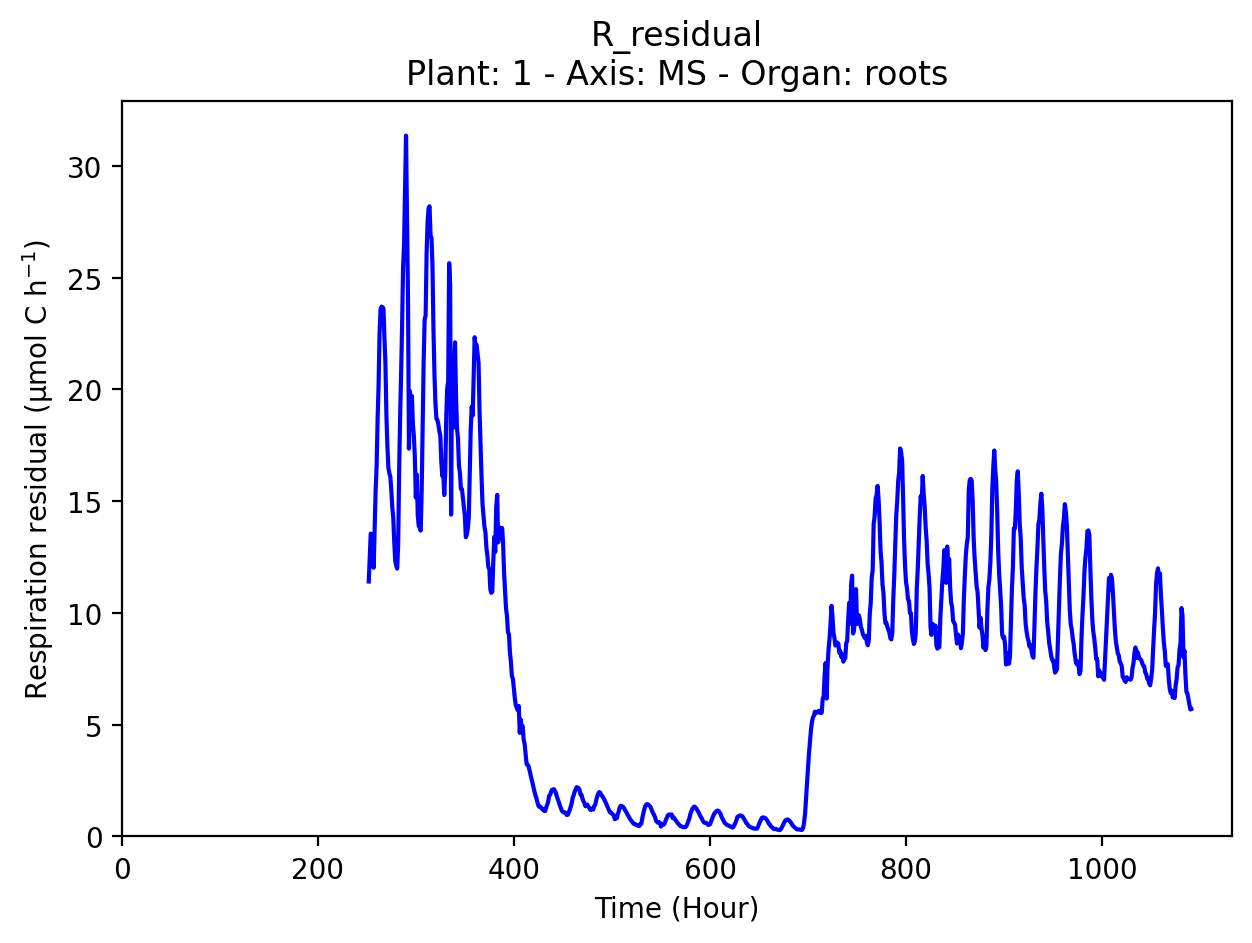 R_residual
Plant: 1 - Axis: MS - Organ: roots
Respiration residual (µmol C h⁻¹)
30
25
20
15
10
5
0
0 200 400 600 800 1000
Time (Hour)